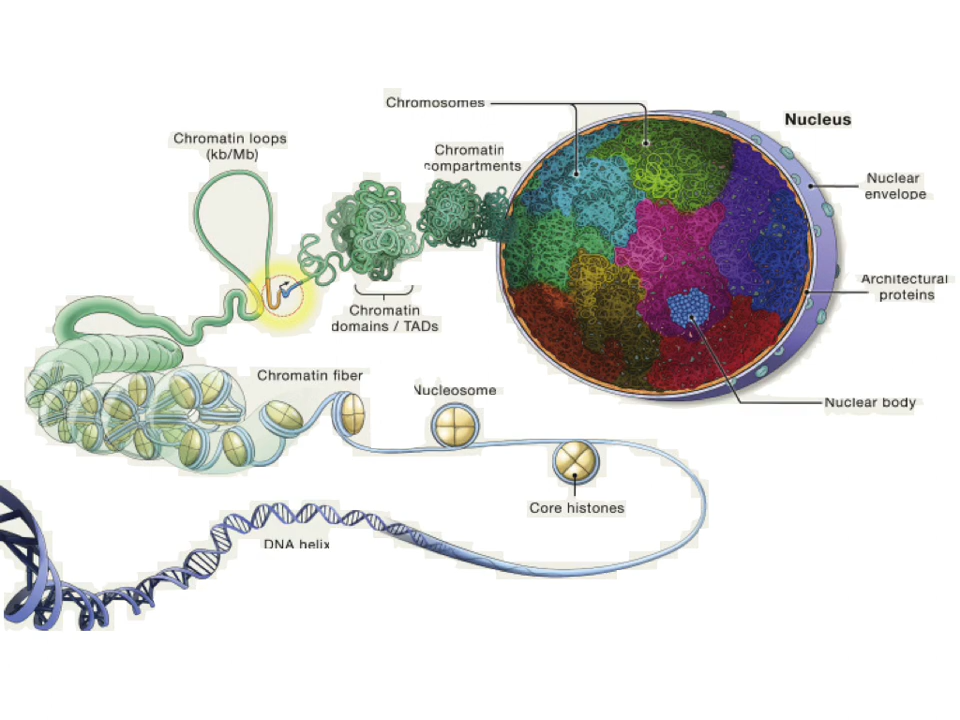 Chromosomes
Nucleus
Chromatin loops
(kb/Mb)
Chromatin
compartments
Nuclear
envelope
Architectural
proteins
Chromatin
domains / TADs
Chromatin fiber
Nucleosome
Nuclear body
Core histones
DNA helix